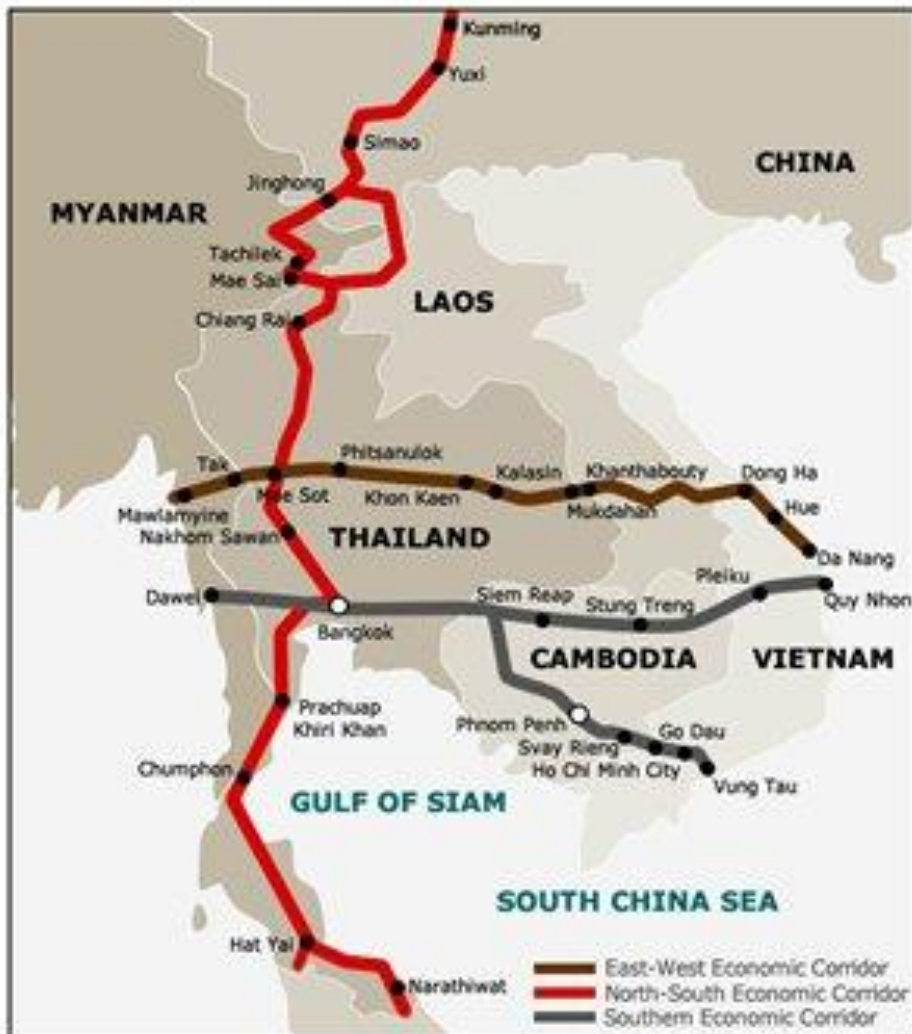 Kunming
Yuxi
Simao
CHINA
Jinghong
MYANMAR
Tachilek
Mae Sai
LAOS
Chiang Rai
Phitsanulok
Tak
Kalasin
Khanthabouty
Dong Ha
Mae Sot
Khon Kaen
Mukdahan
Hue
Mawlamyine
Nakhom Sawan
THAILAND
Da Nang
Pleiku
Dawei
Siem Reap
Stung Treng
Quy Nhon
Bangkok
CAMBODIA
VIETNAM
Prachuap
Khiri Khan
Phnom Penh
Go Dau
Svay Rieng
Ho Chi Minh City
Chumphon
Vung Tau
GULF OF SIAM
SOUTH CHINA SEA
Hat Yai
Narathiwat
East-West Economic Corridor
North-South Economic Corridor
Southern Economic Corridor